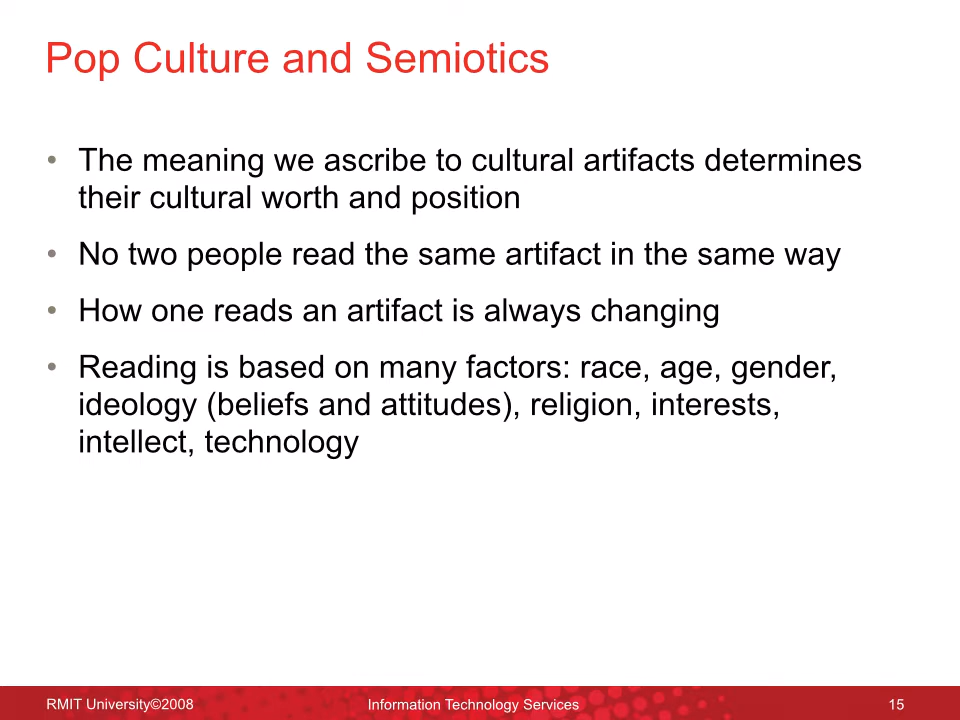 Pop Culture and Semiotics
• The meaning we ascribe to cultural artifacts determines
their cultural worth and position
• No two people read the same artifact in the same way
• How one reads an artifact is always changing
• Reading is based on many factors: race, age, gender,
ideology (beliefs and attitudes), religion, interests,
intellect, technology
RMIT University©2008 Information Technology Services 15